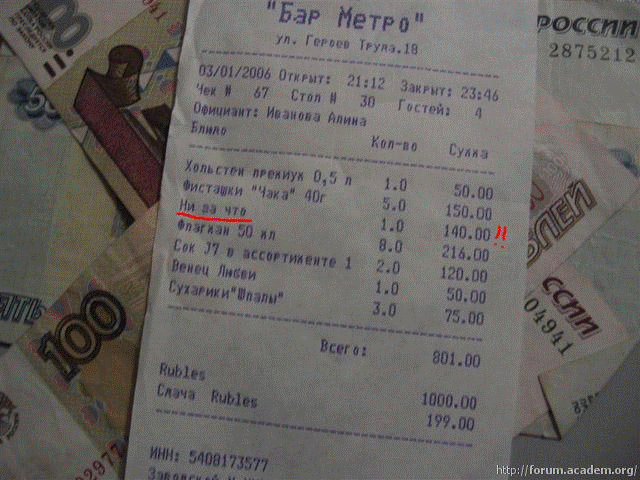 "Бар Метро"
ул. Героев Труда.18
03/01/2006 Открыт: 21:12 Закрыт: 23:46
Чек # 67 Стол # 30 Гостей: 4
Официант: Иванова Алина
Блюдо Кол-во Сумма
Хольстен премиум 0,5 л 1.0 50.00
Фисташки "Чака" 40г 5.0 150.00
Ни за что 1.0 140.00 !!
Флагман 50 мл 8.0 216.00
Сок J7 в ассортименте 1 2.0 120.00
Венец Любви 1.0 50.00
Сухарики"Шпалы" 3.0 75.00
Всего: 801.00
Rubles 1000.00
Сдача Rubles 199.00
ИНН: 5408173577
РОССИИ
2875212
100
http://forum.academ.org/